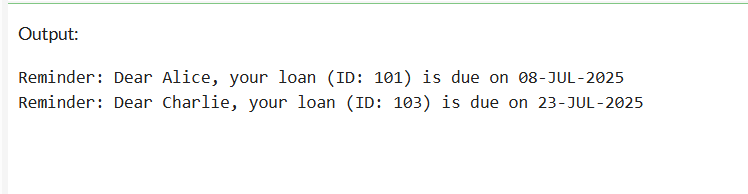 Output:
Reminder: Dear Alice, your loan (ID: 101) is due on 08-JUL-2025
Reminder: Dear Charlie, your loan (ID: 103) is due on 23-JUL-2025